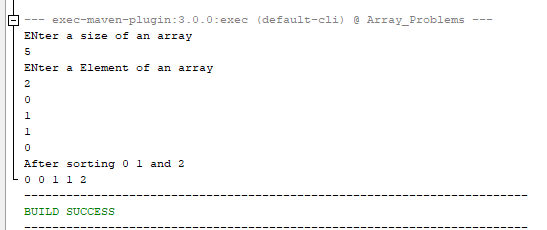 --- exec-maven-plugin:3.0.0:exec (default-cli) @ Array_Problems ---
ENter a size of an array
5
ENter a Element of an array
2
0
1
1
0
After sorting 0 1 and 2
0 0 1 1 2
------------------------------------------------------------------------
BUILD SUCCESS
------------------------------------------------------------------------